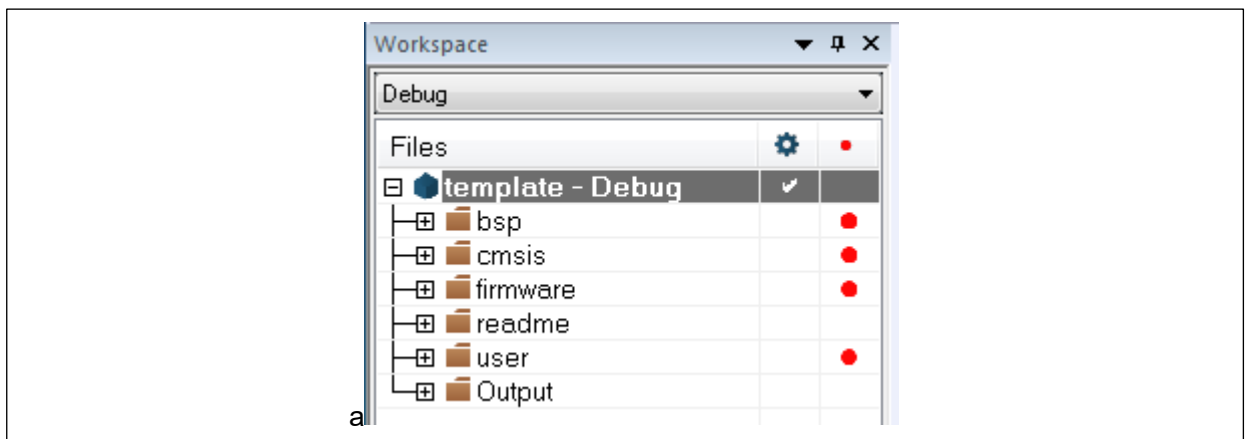 Workspace
Debug
Files
template - Debug
bsp
cmsis
firmware
readme
user
Output
a